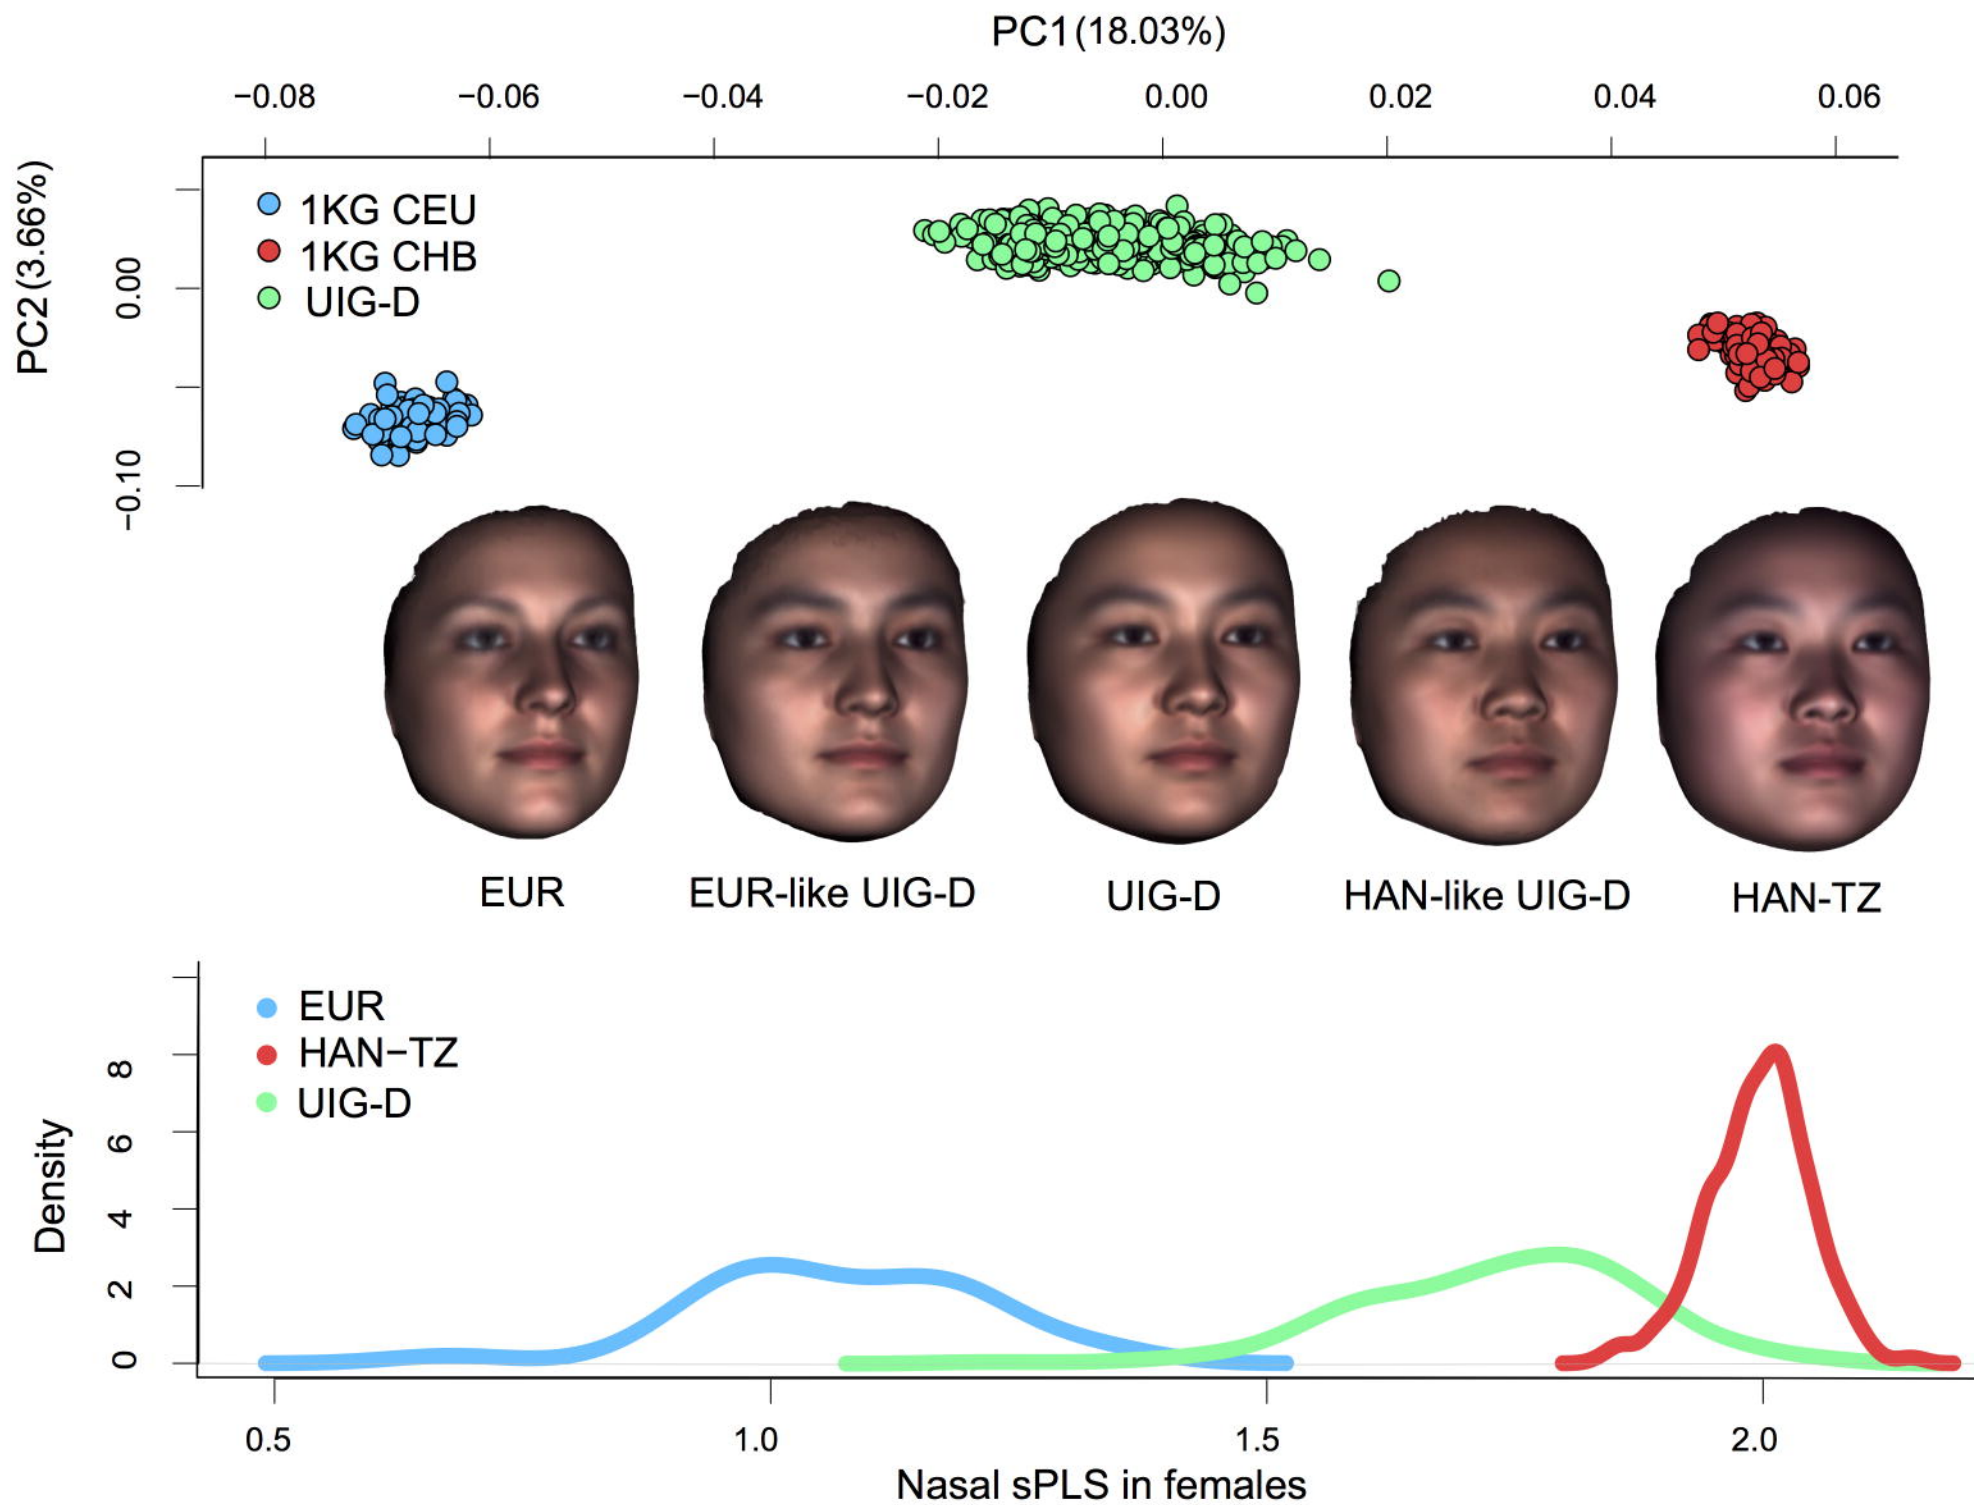 PC1(18.03%)
−0.08 −0.06 −0.04 −0.02 0.00 0.02 0.04 0.06
PC2(3.66%)
0.00
−0.10
1KG CEU
1KG CHB
UIG-D
EUR EUR-like UIG-D UIG-D HAN-like UIG-D HAN-TZ
EUR
HAN−TZ
UIG-D
Density
8
6
4
2
0
0.5 1.0 1.5 2.0
Nasal sPLS in females